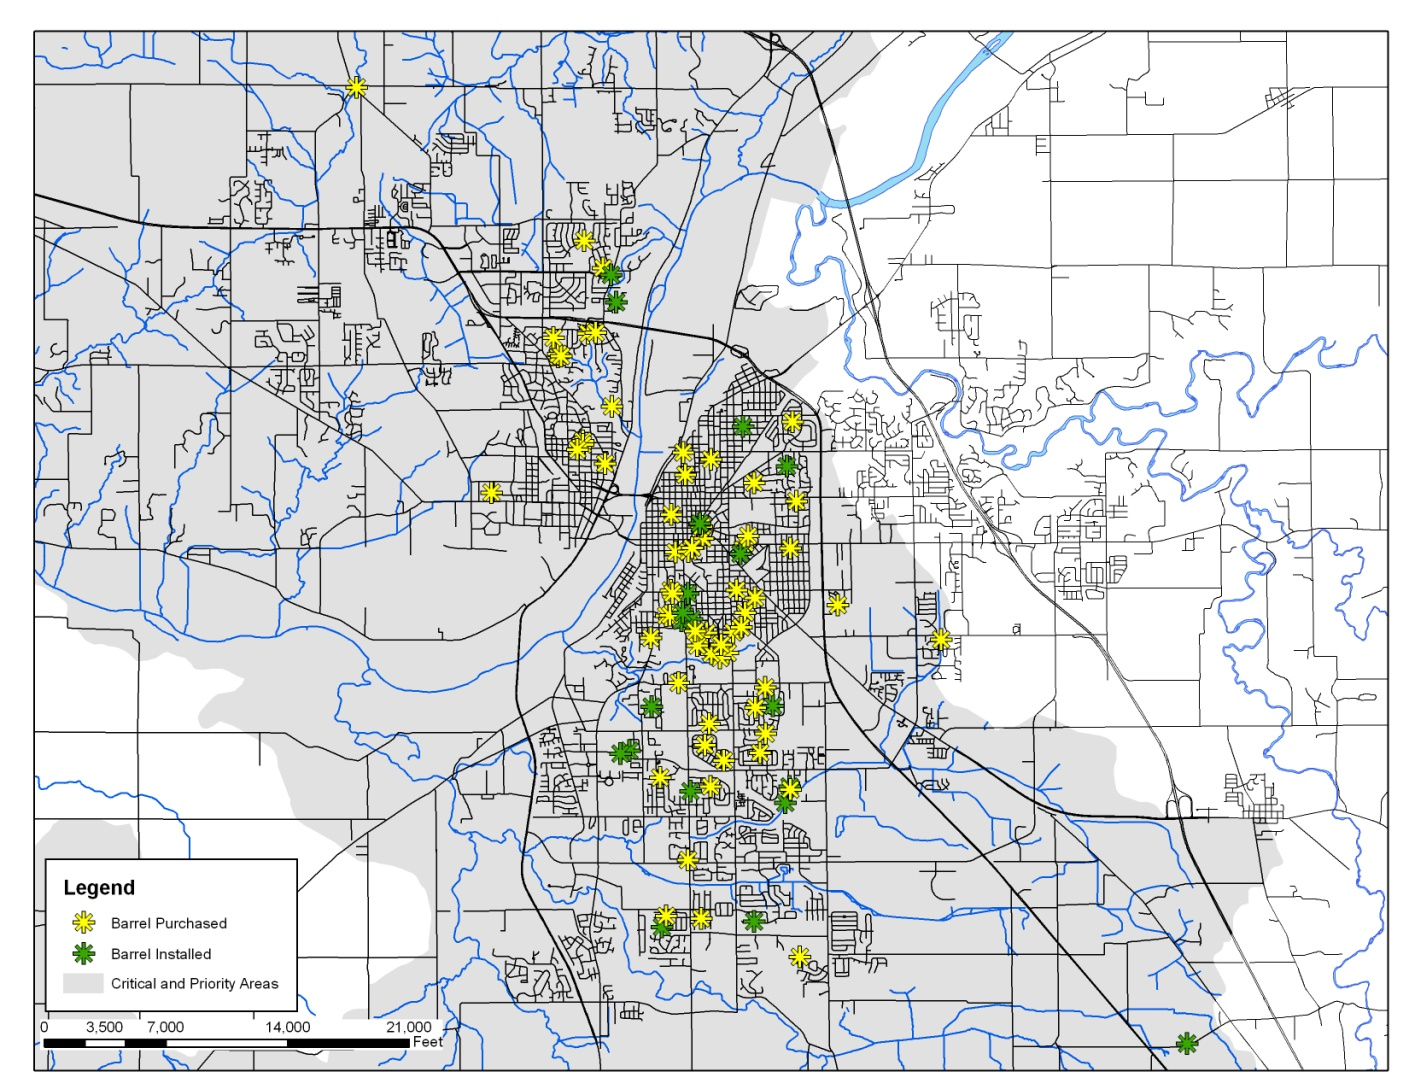 Legend
Barrel Purchased
Barrel Installed
Critical and Priority Areas
0 3,500 7,000 14,000 21,000
Feet